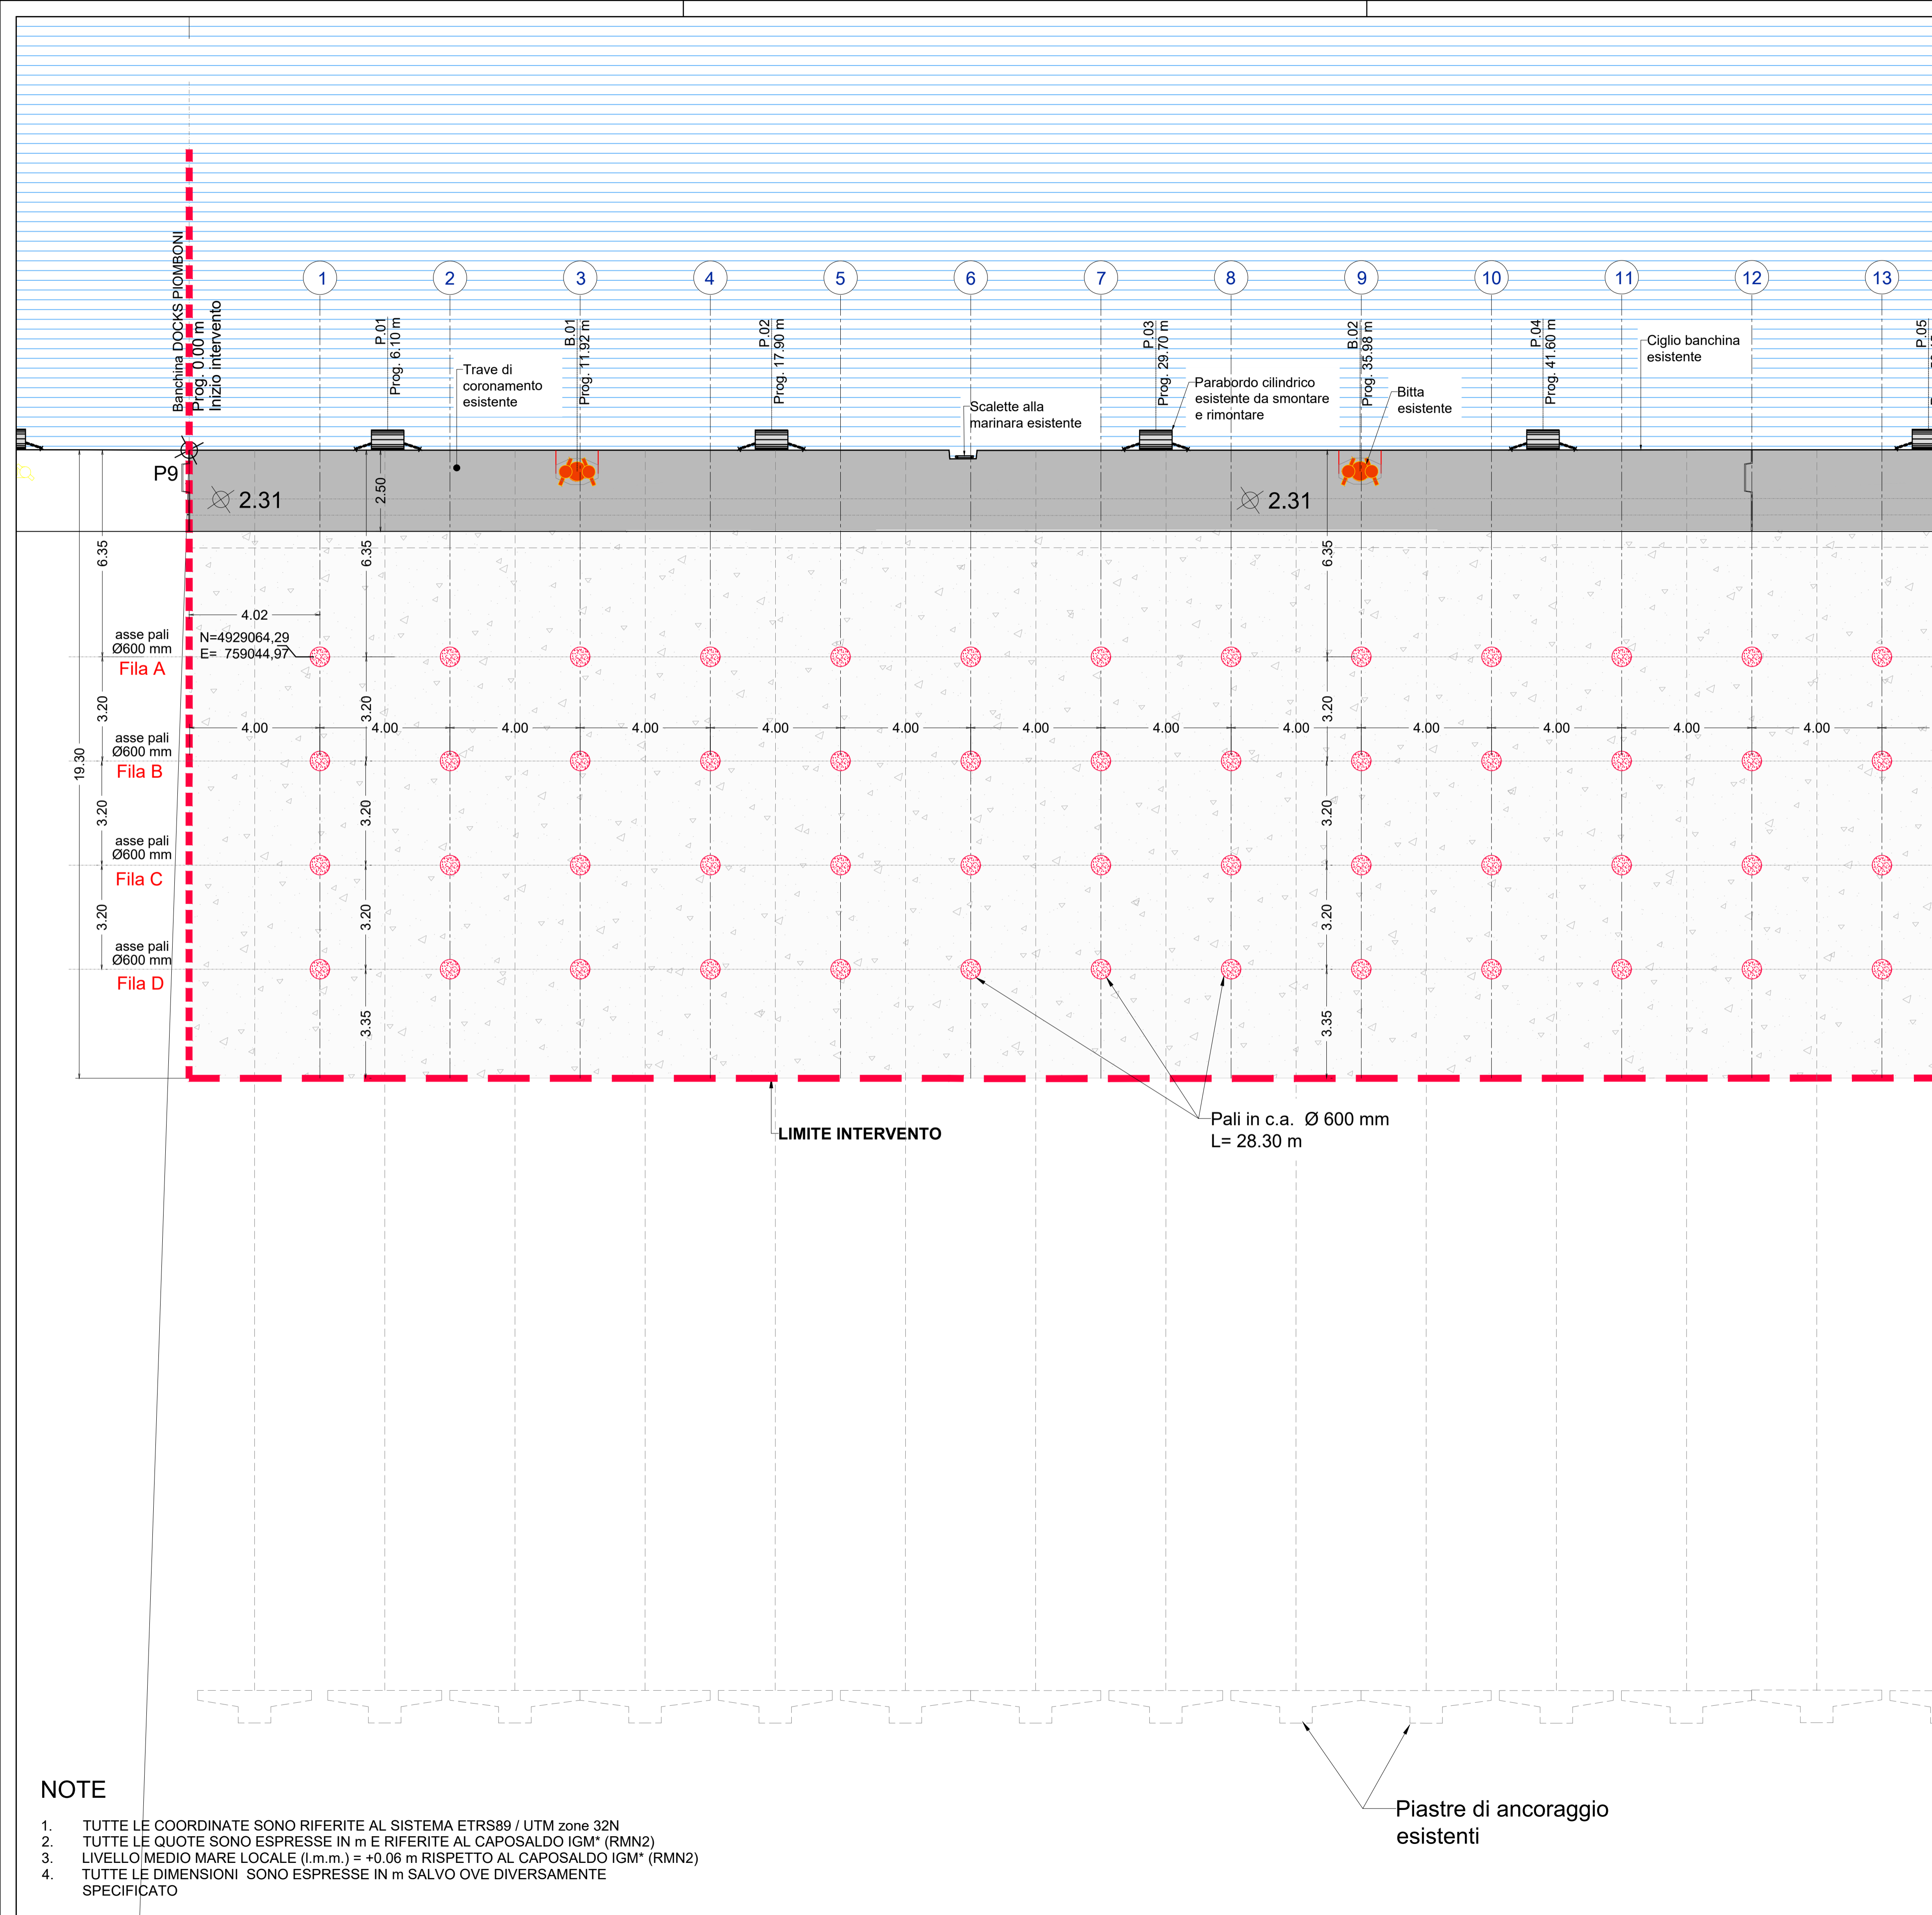 1
2
3
4
5
6
7
8
9
10
11
12
13
Banchina DOCKS PIOMBONI
Prog. 0.00 m
Inizio intervento
P.01
Prog. 6.10 m
B.01
Prog. 11.92 m
P.02
Prog. 17.90 m
P.03
Prog. 29.70 m
B.02
Prog. 35.98 m
P.04
Prog. 41.60 m
P.05
Trave di
coronamento
esistente
Scalette alla
marinara esistente
Parabordo cilindrico
esistente da smontare
e rimontare
Bitta
esistente
Ciglio banchina
esistente
P9
2.31
2.50
2.31
6.35
6.35
6.35
4.02
N=4929064,29
E= 759044,97
asse pali
Ø600 mm
Fila A
3.20
3.20
3.20
4.00
4.00
4.00
4.00
4.00
4.00
4.00
4.00
4.00
4.00
4.00
4.00
4.00
19.30
asse pali
Ø600 mm
Fila B
3.20
3.20
3.20
asse pali
Ø600 mm
Fila C
3.20
3.20
3.20
asse pali
Ø600 mm
Fila D
3.35
3.35
LIMITE INTERVENTO
Pali in c.a. Ø 600 mm
L= 28.30 m
Piastre di ancoraggio
esistenti
NOTE
1. TUTTE LE COORDINATE SONO RIFERITE AL SISTEMA ETRS89 / UTM zone 32N
2. TUTTE LE QUOTE SONO ESPRESSE IN m E RIFERITE AL CAPOSALDO IGM* (RMN2)
3. LIVELLO MEDIO MARE LOCALE (l.m.m.) = +0.06 m RISPETTO AL CAPOSALDO IGM* (RMN2)
4. TUTTE LE DIMENSIONI SONO ESPRESSE IN m SALVO OVE DIVERSAMENTE
SPECIFICATO